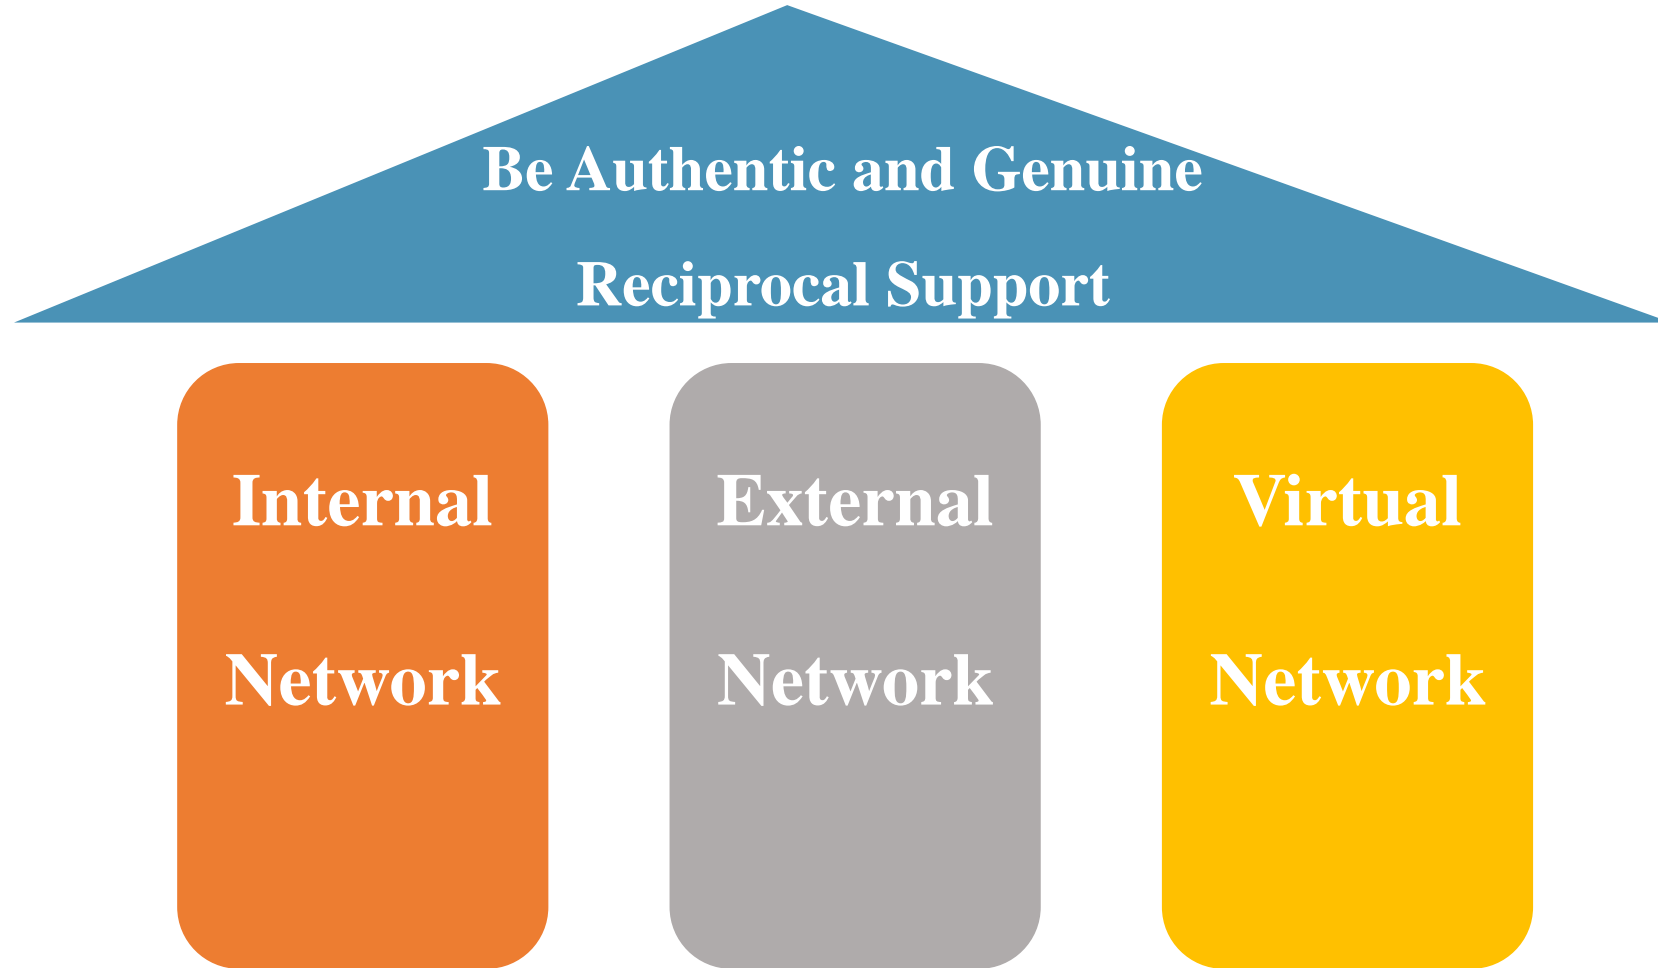 Be Authentic and Genuine
Reciprocal Support
Internal
Network
External
Network
Virtual
Network